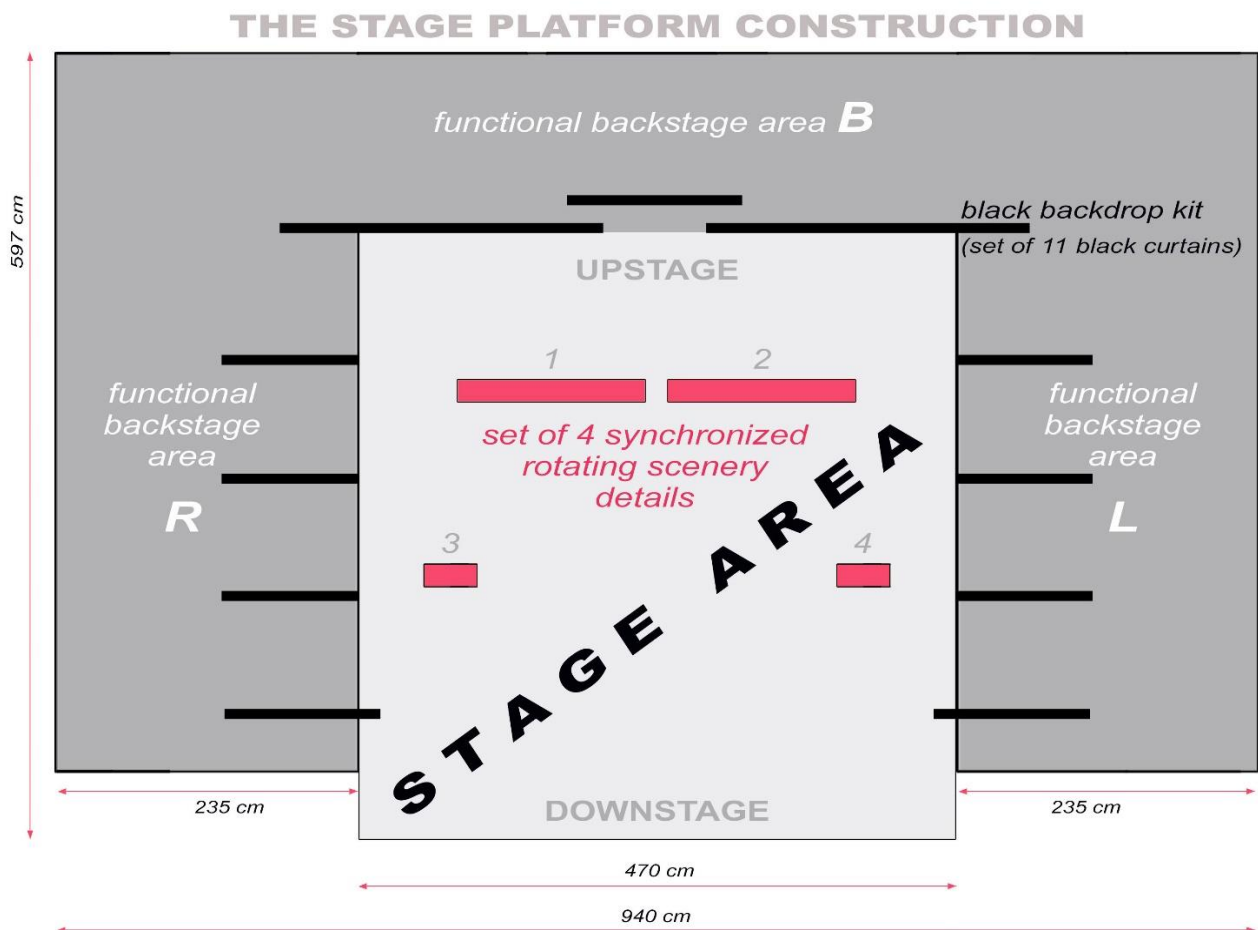 THE STAGE PLATFORM CONSTRUCTION
functional backstage area B
597 cm
black backdrop kit
(set of 11 black curtains)
UPSTAGE
1
2
functional
backstage
area
R
set of 4 synchronized
rotating scenery
details
functional
backstage
area
L
3
4
STAGE AREA
DOWNSTAGE
235 cm
235 cm
470 cm
940 cm